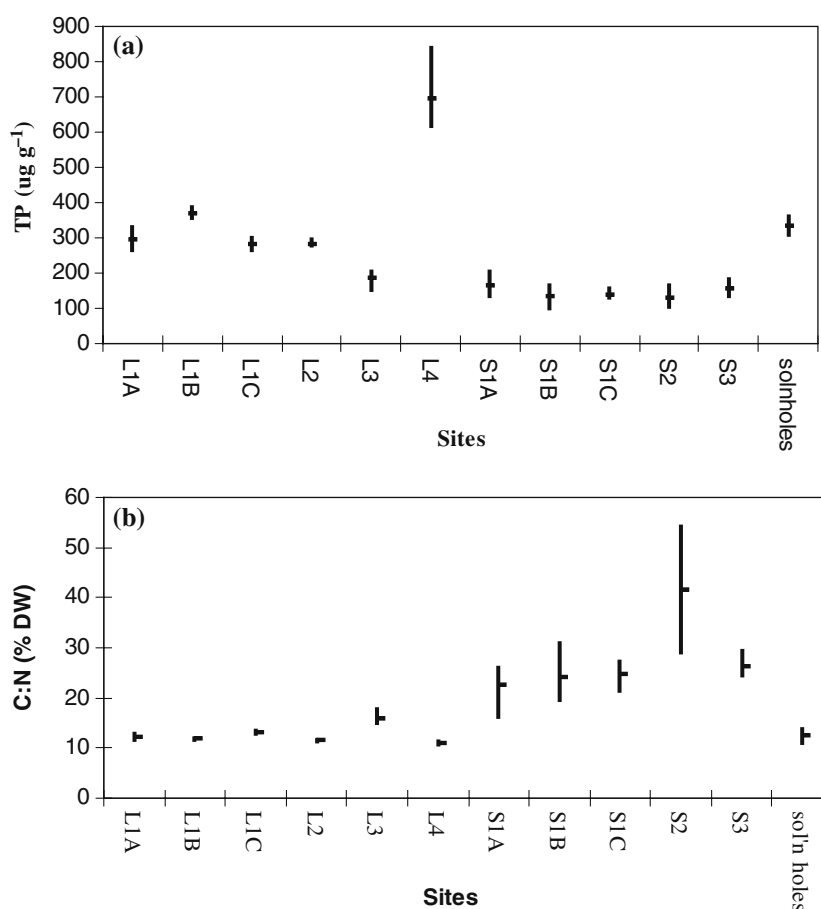 (a)
900
800
700
600
500
400
300
200
100
0
TP (ug g⁻¹)
L1A L1B L1C L2 L3 L4 S1A S1B S1C S2 S3 solnholes
Sites
(b)
60
50
40
30
20
10
0
C:N (% DW)
L1A L1B L1C L2 L3 L4 S1A S1B S1C S2 S3 sol'n holes
Sites